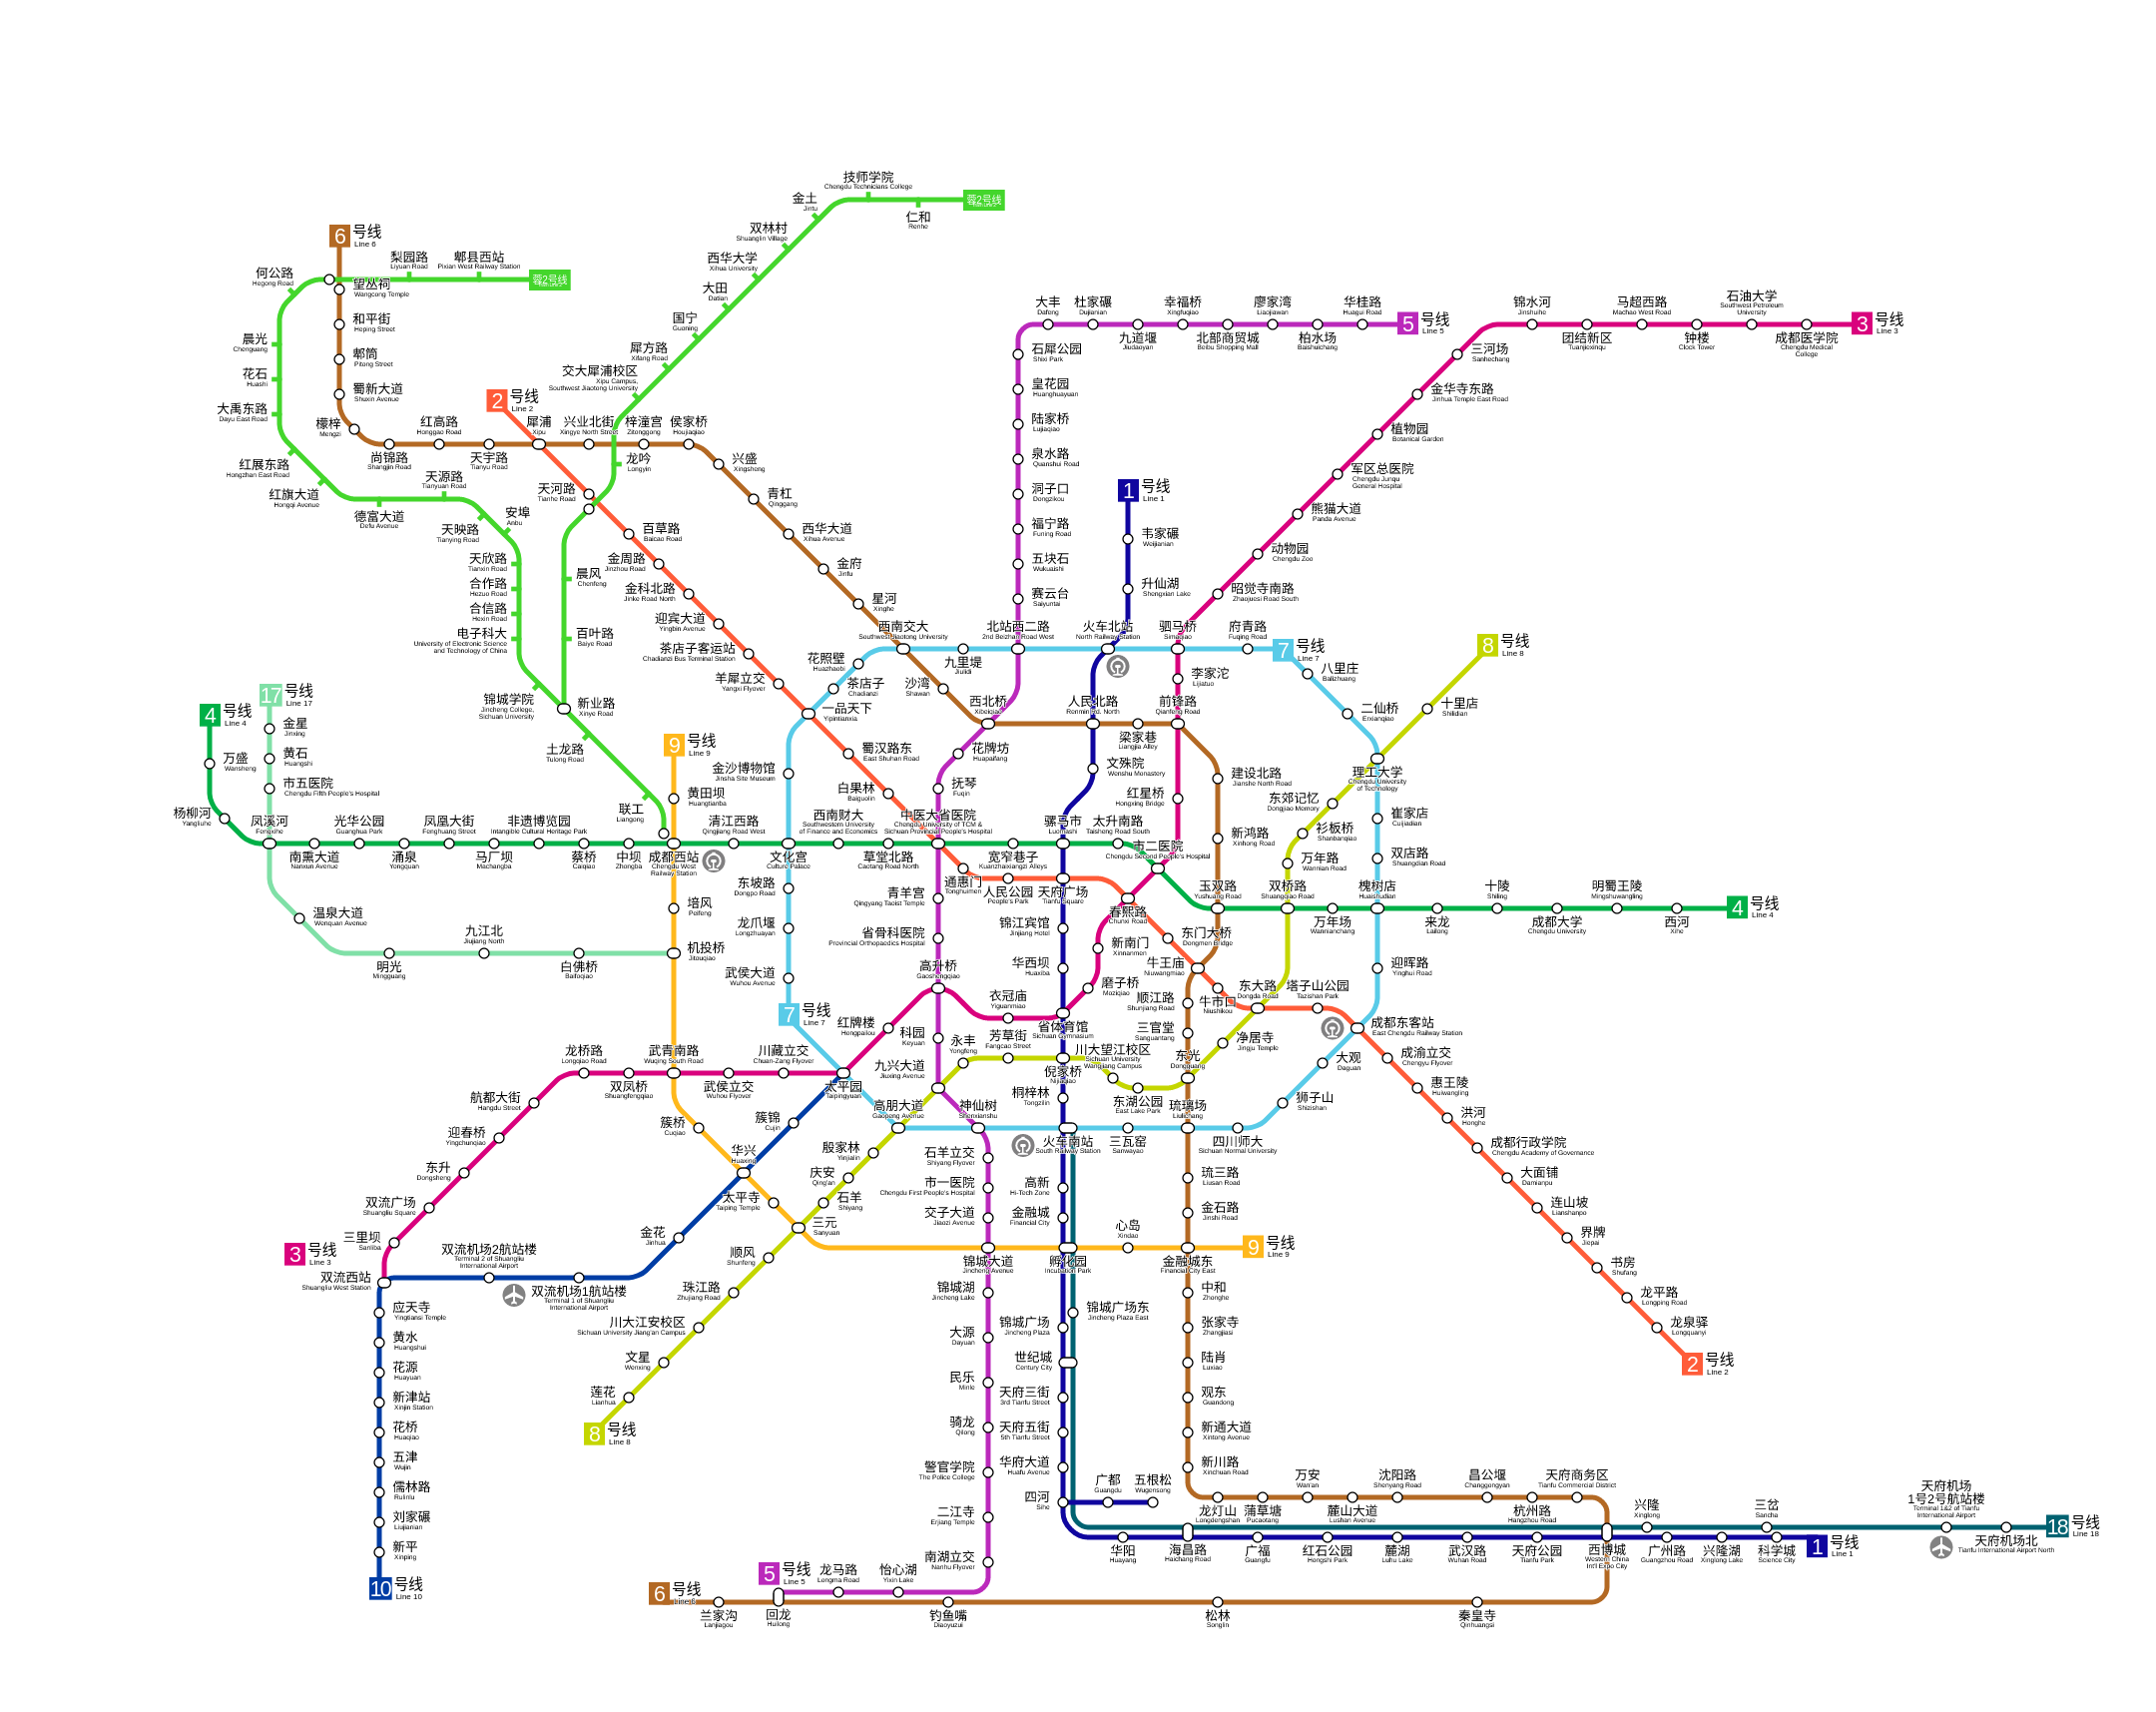 技师学院
Chengdu Technicians College
金土
Jintu
蓉2号线
仁和
Renhe
双林村
Shuanglin Village
6
号线
Line 6
梨园路
Liyuan Road
郫县西站
Pixian West Railway Station
西华大学
Xihua University
何公路
Hegong Road
望丛祠
Wangcong Temple
蓉2号线
大田
Datian
和平街
Heping Street
国宁
Guoning
晨光
Chenguang
郫筒
Pitong Street
犀方路
Xifang Road
花石
Huashi
蜀新大道
Shuxin Avenue
交大犀浦校区
Xipu Campus,
Southwest Jiaotong University
大禹东路
Dayu East Road
2
号线
Line 2
檬梓
Mengzi
红高路
Honggao Road
犀浦
Xipu
兴业北街
Xingye North Street
梓潼宫
Zitonggong
侯家桥
Houjiaqiao
尚锦路
Shangjin Road
天宇路
Tianyu Road
龙吟
Longyin
兴盛
Xingsheng
红展东路
Hongzhan East Road
天源路
Tianyuan Road
天河路
Tianhe Road
青杠
Qinggang
红旗大道
Hongqi Avenue
德富大道
Defu Avenue
天映路
Tianying Road
安埠
Anbu
百草路
Baicao Road
西华大道
Xihua Avenue
天欣路
Tianxin Road
合作路
Hezuo Road
合信路
Hexin Road
电子科大
University of Electronic Science
and Technology of China
晨风
Chenfeng
百叶路
Baiye Road
金周路
Jinzhou Road
金府
Jinfu
金科北路
Jinke Road North
星河
Xinghe
迎宾大道
Yingbin Avenue
茶店子客运站
Chadianzi Bus Terminal Station
羊犀立交
Yangxi Flyover
锦城学院
Jincheng College,
Sichuan University
新业路
Xinye Road
土龙路
Tulong Road
联工
Liangong
大丰
Dafeng
杜家碾
Dujianian
九道堰
Jiudaoyan
幸福桥
Xingfuqiao
北部商贸城
Beibu Shopping Mall
廖家湾
Liaojiawan
柏水场
Baishuichang
华桂路
Huagui Road
5
号线
Line 5
石犀公园
Shixi Park
皇花园
Huanghuayuan
陆家桥
Lujiaqiao
泉水路
Quanshui Road
洞子口
Dongzikou
福宁路
Funing Road
五块石
Wukuaishi
赛云台
Saiyuntai
北站西二路
2nd Beizhan Road West
锦水河
Jinshuihe
团结新区
Tuanjiexinqu
马超西路
Machao West Road
钟楼
Clock Tower
石油大学
Southwest Petroleum
University
成都医学院
Chengdu Medical
College
3
号线
Line 3
三河场
Sanhechang
金华寺东路
Jinhua Temple East Road
植物园
Botanical Garden
军区总医院
Chengdu Junqu
General Hospital
熊猫大道
Panda Avenue
动物园
Chengdu Zoo
昭觉寺南路
Zhaojuesi Road South
1
号线
Line 1
韦家碾
Weijianian
升仙湖
Shengxian Lake
火车北站
North Railway Station
驷马桥
Simaqiao
府青路
Fuqing Road
7
号线
Line 7
八里庄
Balizhuang
8
号线
Line 8
西南交大
Southwest Jiaotong University
九里堤
Jiulidi
花照壁
Huazhaobi
茶店子
Chadianzi
沙湾
Shawan
西北桥
Xibeiqiao
人民北路
Renmin Rd. North
李家沱
Lijiatuo
前锋路
Qianfeng Road
梁家巷
Liangjia Alley
二仙桥
Erxianqiao
十里店
Shilidian
一品天下
Yipintianxia
蜀汉路东
East Shuhan Road
花牌坊
Huapaifang
文殊院
Wenshu Monastery
建设北路
Jianshe North Road
理工大学
Chengdu University
of Technology
17
号线
Line 17
金星
Jinxing
4
号线
Line 4
万盛
Wansheng
黄石
Huangshi
市五医院
Chengdu Fifth People's Hospital
9
号线
Line 9
黄田坝
Huangtianba
金沙博物馆
Jinsha Site Museum
白果林
Baiguolin
抚琴
Fuqin
红星桥
Hongxing Bridge
东郊记忆
Dongjiao Memory
崔家店
Cuijiadian
杨柳河
Yangliuhe
凤溪河
Fengxihe
光华公园
Guanghua Park
凤凰大街
Fenghuang Street
非遗博览园
Intangible Cultural Heritage Park
清江西路
Qingjiang Road West
西南财大
Southwestern University
of Finance and Economics
中医大省医院
Chengdu University of TCM &
Sichuan Provincial People's Hospital
骡马市
Luomashi
太升南路
Taisheng Road South
新鸿路
Xinhong Road
衫板桥
Shanbanqiao
南熏大道
Nanxun Avenue
涌泉
Yongquan
马厂坝
Machangba
蔡桥
Caiqiao
中坝
Zhongba
成都西站
Chengdu West
Railway Station
文化宫
Culture Palace
草堂北路
Caotang Road North
宽窄巷子
Kuanzhaixiangzi Alleys
市二医院
Chengdu Second People's Hospital
万年路
Wannian Road
双店路
Shuangdian Road
东坡路
Dongpo Road
通惠门
Tonghuimen
人民公园
People's Park
天府广场
Tianfu Square
玉双路
Yushuang Road
双桥路
Shuangqiao Road
槐树店
Huaishudian
十陵
Shiling
明蜀王陵
Mingshuwangling
4
号线
Line 4
青羊宫
Qingyang Taoist Temple
春熙路
Chunxi Road
万年场
Wannianchang
来龙
Lailong
成都大学
Chengdu University
西河
Xihe
温泉大道
Wenquan Avenue
培风
Peifeng
龙爪堰
Longzhuayan
省骨科医院
Provincial Orthopaedics Hospital
锦江宾馆
Jinjiang Hotel
东门大桥
Dongmen Bridge
九江北
Jiujiang North
机投桥
Jitouqiao
新南门
Xinnanmen
明光
Mingguang
白佛桥
Baifoqiao
武侯大道
Wuhou Avenue
高升桥
Gaoshengqiao
华西坝
Huaxiba
牛王庙
Niuwangmiao
迎晖路
Yinghui Road
磨子桥
Moziqiao
7
号线
Line 7
红牌楼
Hongpailou
衣冠庙
Yiguanmiao
顺江路
Shunjiang Road
牛市口
Niushikou
东大路
Dongda Road
塔子山公园
Tazishan Park
成都东客站
East Chengdu Railway Station
省体育馆
Sichuan Gymnasium
三官堂
Sanguantang
科园
Keyuan
永丰
Yongfeng
芳草街
Fangcao Street
净居寺
Jingju Temple
龙桥路
Longqiao Road
武青南路
Wuqing South Road
川藏立交
Chuan-Zang Flyover
川大望江校区
Sichuan University
Wangjiang Campus
东光
Dongguang
大观
Daguan
成渝立交
Chengyu Flyover
九兴大道
Jiuxing Avenue
倪家桥
Nijiaqiao
双凤桥
Shuangfengqiao
武侯立交
Wuhou Flyover
太平园
Taipingyuan
惠王陵
Huiwangling
航都大街
Hangdu Street
高朋大道
Gaopeng Avenue
神仙树
Shenxianshu
桐梓林
Tongzilin
东湖公园
East Lake Park
琉璃场
Liulichang
狮子山
Shizishan
洪河
Honghe
迎春桥
Yingchunqiao
簇桥
Cuqiao
簇锦
Cujin
火车南站
South Railway Station
三瓦窑
Sanwayao
四川师大
Sichuan Normal University
成都行政学院
Chengdu Academy of Governance
东升
Dongsheng
华兴
Huaxing
殷家林
Yinjialin
石羊立交
Shiyang Flyover
琉三路
Liusan Road
大面铺
Damianpu
庆安
Qing'an
市一医院
Chengdu First People's Hospital
高新
Hi-Tech Zone
双流广场
Shuangliu Square
太平寺
Taiping Temple
石羊
Shiyang
交子大道
Jiaozi Avenue
金融城
Financial City
金石路
Jinshi Road
连山坡
Lianshanpo
三元
Sanyuan
心岛
Xindao
三里坝
Sanliba
3
号线
Line 3
金花
Jinhua
双流机场2航站楼
Terminal 2 of Shuangliu
International Airport
顺风
Shunfeng
锦城大道
Jincheng Avenue
孵化园
Incubation Park
金融城东
Financial City East
9
号线
Line 9
界牌
Jiepai
双流西站
Shuangliu West Station
双流机场1航站楼
Terminal 1 of Shuangliu
International Airport
珠江路
Zhujiang Road
锦城湖
Jincheng Lake
中和
Zhonghe
书房
Shufang
应天寺
Yingtiansi Temple
锦城广场东
Jincheng Plaza East
龙平路
Longping Road
川大江安校区
Sichuan University Jiang'an Campus
锦城广场
Jincheng Plaza
张家寺
Zhangjiasi
龙泉驿
Longquanyi
黄水
Huangshui
大源
Dayuan
2
号线
Line 2
花源
Huayuan
文星
Wenxing
世纪城
Century City
陆肖
Luxiao
新津站
Xinjin Station
莲花
Lianhua
民乐
Minle
天府三街
3rd Tianfu Street
观东
Guandong
花桥
Huaqiao
8
号线
Line 8
骑龙
Qilong
天府五街
5th Tianfu Street
新通大道
Xintong Avenue
五津
Wujin
警官学院
The Police College
华府大道
Huafu Avenue
新川路
Xinchuan Road
儒林路
Rulinlu
四河
Sihe
广都
Guangdu
五根松
Wugensong
龙灯山
Longdengshan
蒲草塘
Pucaotang
万安
Wan'an
麓山大道
Lushan Avenue
沈阳路
Shenyang Road
昌公堰
Changgongyan
杭州路
Hangzhou Road
天府商务区
Tianfu Commercial District
兴隆
Xinglong
三岔
Sancha
天府机场
1号2号航站楼
Terminal 1&2 of Tianfu
International Airport
18
号线
Line 18
刘家碾
Liujianian
二江寺
Erjiang Temple
华阳
Huayang
海昌路
Haichang Road
广福
Guangfu
红石公园
Hongshi Park
麓湖
Luhu Lake
武汉路
Wuhan Road
天府公园
Tianfu Park
西博城
Western China
Int'l Expo City
广州路
Guangzhou Road
兴隆湖
Xinglong Lake
科学城
Science City
1
号线
Line 1
天府机场北
Tianfu International Airport North
新平
Xinping
南湖立交
Nanhu Flyover
10
号线
Line 10
5
号线
Line 5
龙马路
Longma Road
怡心湖
Yixin Lake
6
号线
Line 6
兰家沟
Lanjiagou
回龙
Huilong
钓鱼嘴
Diaoyuzui
松林
Songlin
秦皇寺
Qinhuangsi